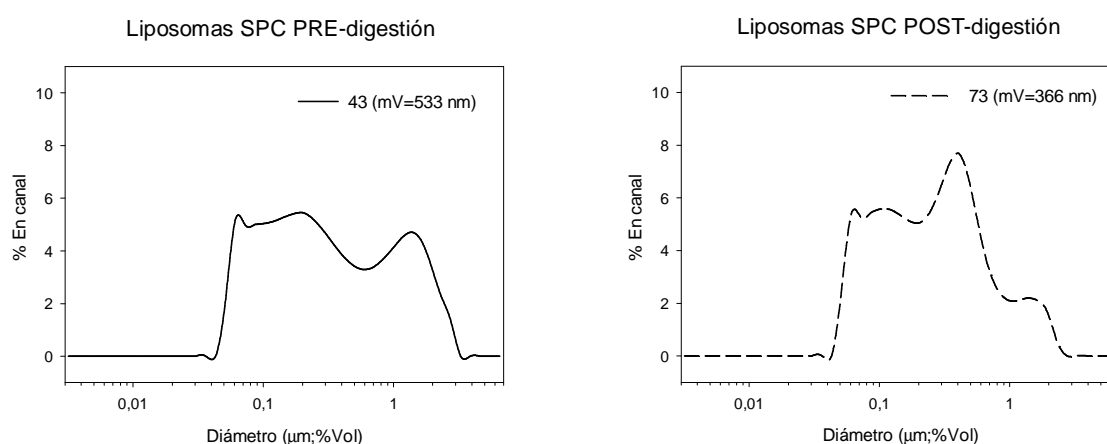 Liposomas SPC PRE-digestión
43 (mV=533 nm)
% En canal
10
8
6
4
2
0
0,01
0,1
1
Diámetro (μm;%Vol)
Liposomas SPC POST-digestión
73 (mV=366 nm)
% En canal
10
8
6
4
2
0
0,01
0,1
1
Diámetro (μm;%Vol)